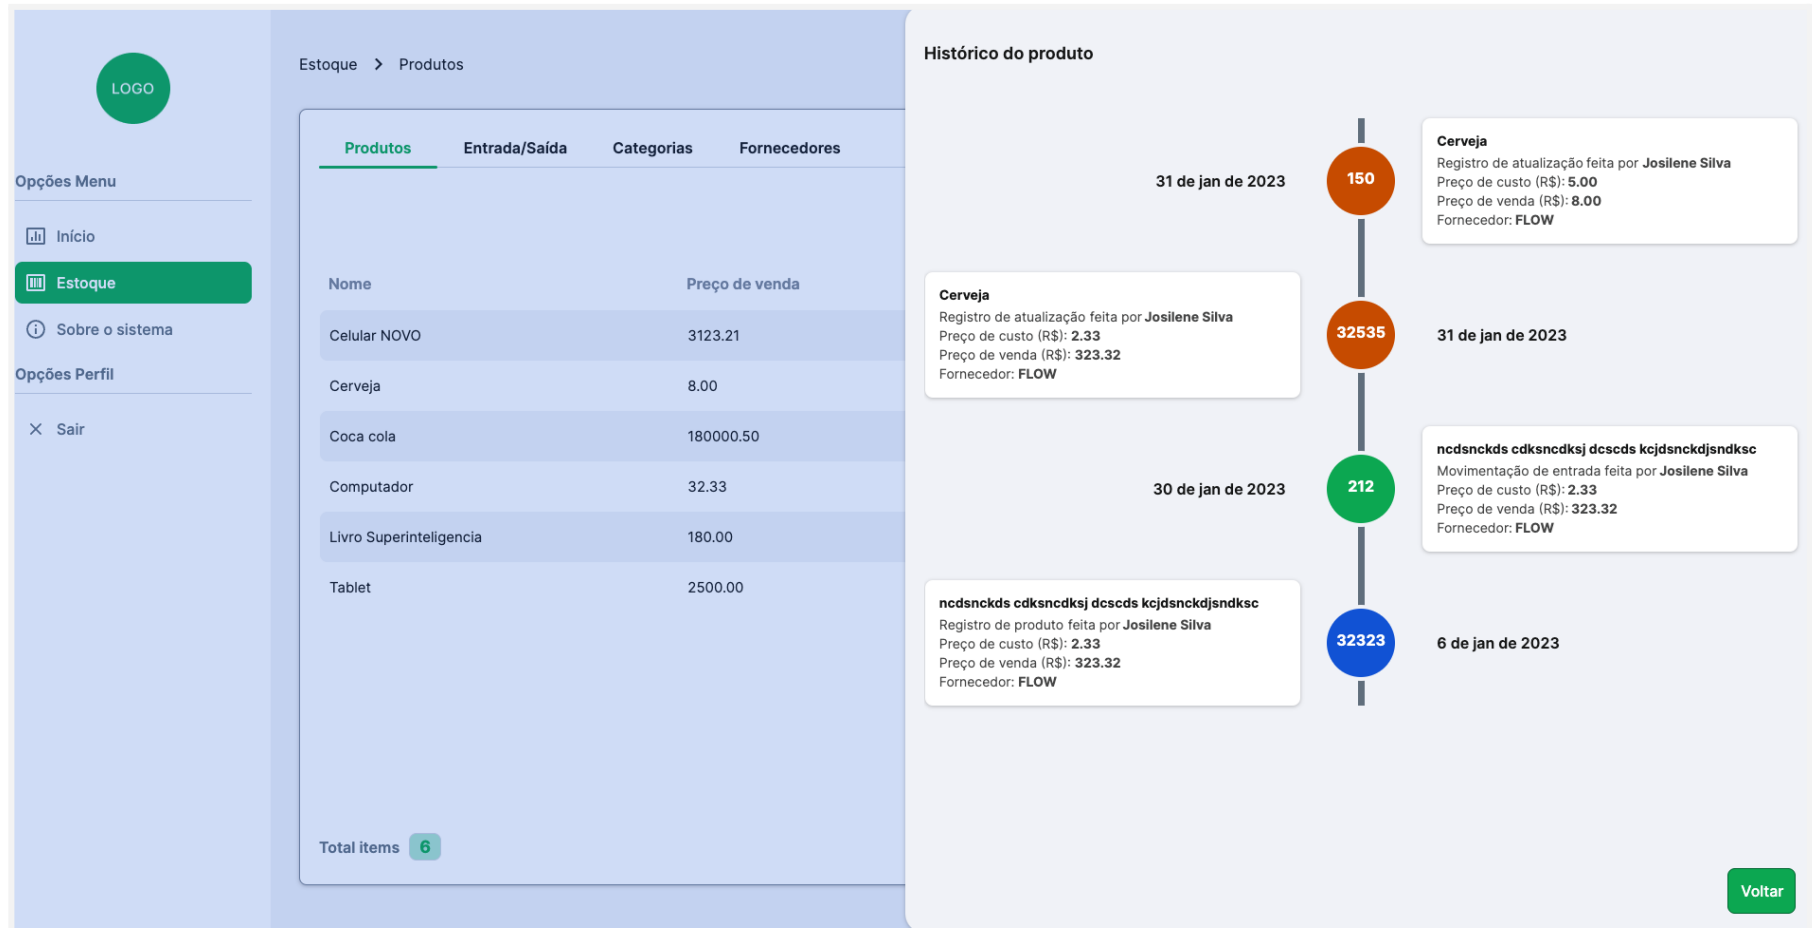 LOGO
Opções Menu
Início
Estoque
Sobre o sistema
Opções Perfil
Sair
Estoque > Produtos
Produtos Entrada/Saída Categorias Fornecedores
Nome Preço de venda
Celular NOVO 3123.21
Cerveja 8.00
Coca cola 180000.50
Computador 32.33
Livro Superinteligencia 180.00
Tablet 2500.00
Total items 6
Histórico do produto
31 de jan de 2023
150
Cerveja
Registro de atualização feita por Josilene Silva
Preço de custo (R$): 5.00
Preço de venda (R$): 8.00
Fornecedor: FLOW
Cerveja
Registro de atualização feita por Josilene Silva
Preço de custo (R$): 2.33
Preço de venda (R$): 323.32
Fornecedor: FLOW
32535
31 de jan de 2023
30 de jan de 2023
212
ncdsnckds cdksncdksj dcscds kcjdsnckdjsndksc
Movimentação de entrada feita por Josilene Silva
Preço de custo (R$): 2.33
Preço de venda (R$): 323.32
Fornecedor: FLOW
ncdsnckds cdksncdksj dcscds kcjdsnckdjsndksc
Registro de produto feita por Josilene Silva
Preço de custo (R$): 2.33
Preço de venda (R$): 323.32
Fornecedor: FLOW
32323
6 de jan de 2023
Voltar